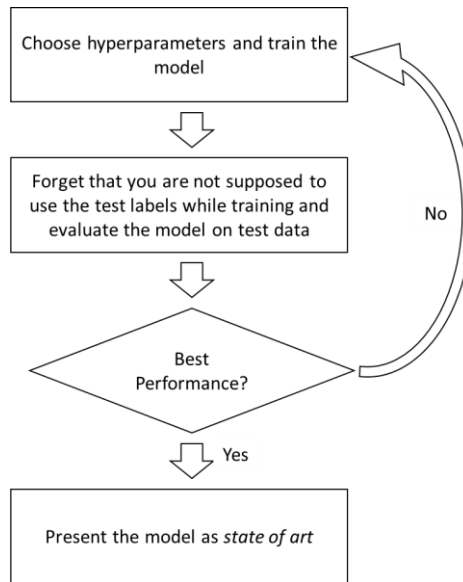 Choose hyperparameters and train the
model
Forget that you are not supposed to
use the test labels while training and
evaluate the model on test data
No
Best
Performance?
Yes
Present the model as state of art